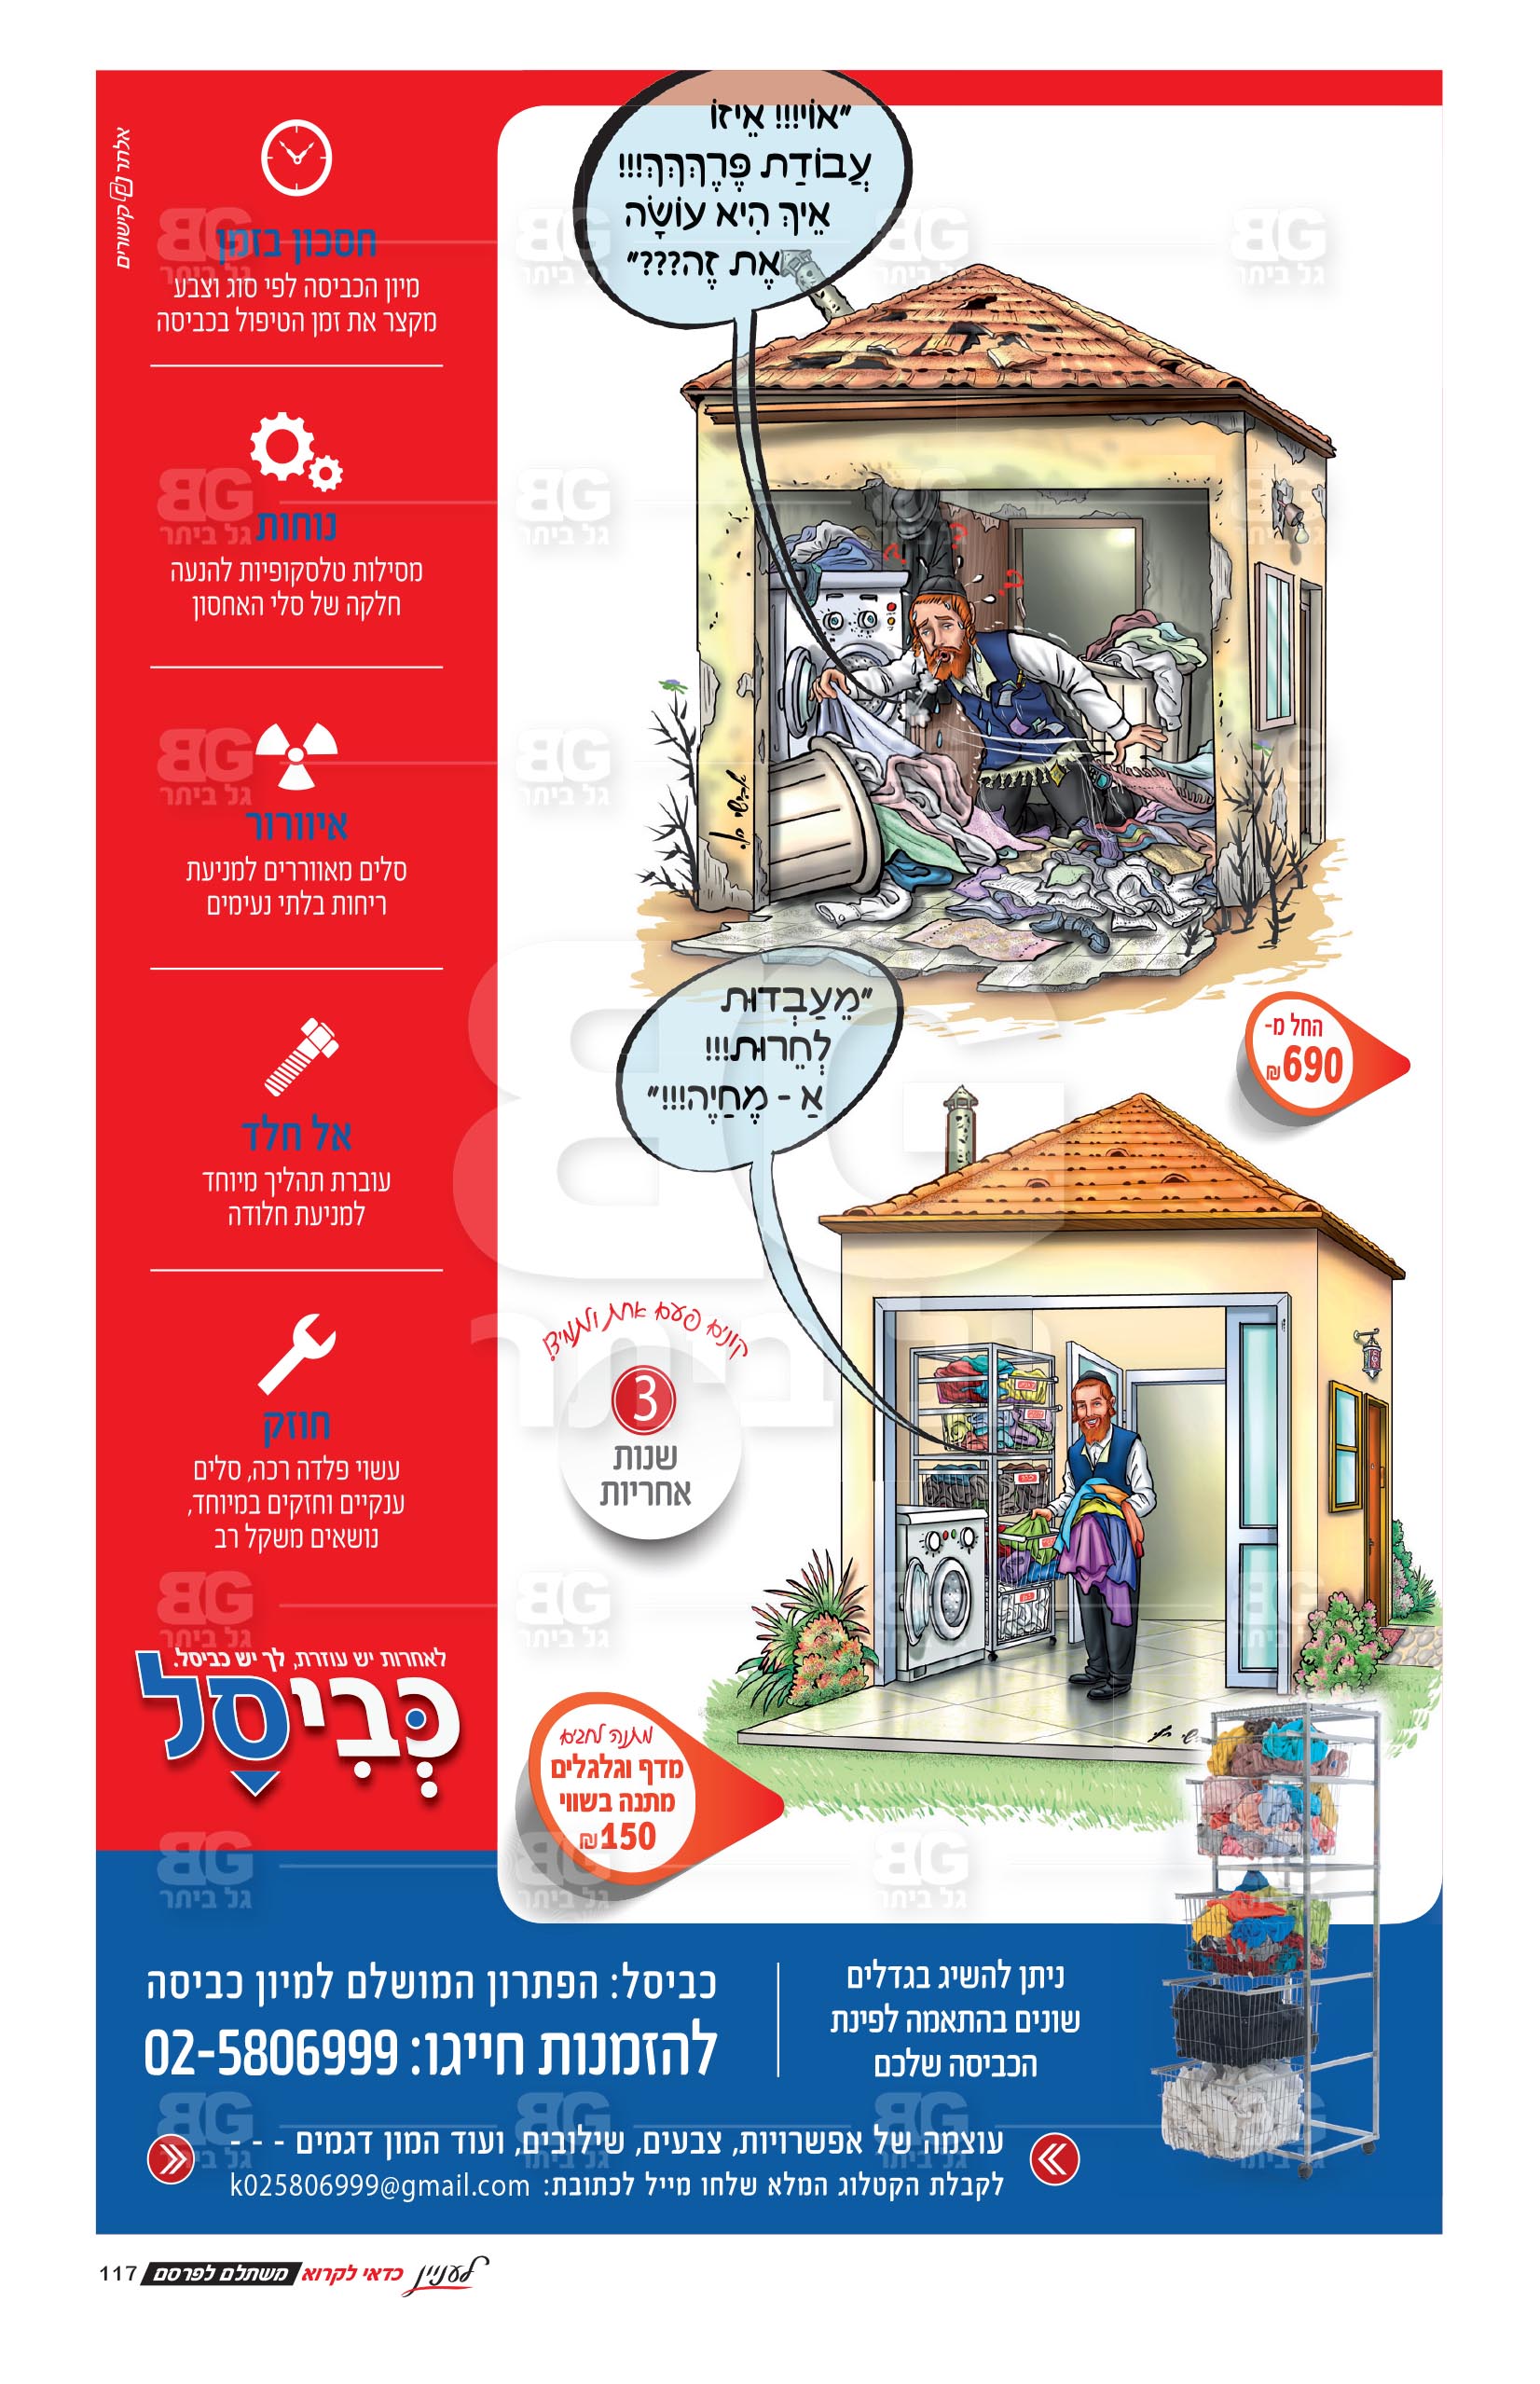 "אוֹי!!! אֵיזוֹ
עֲבוֹדַת פֶּרֶךְךְךְךְ!!!
אֵיךְ הִיא עוֹשָׂה
אֶת זֶה???"
אלתר קישורים
חסכון בזמן
מיון הכביסה לפי סוג וצבע
מקצר את זמן הטיפול בכביסה
נוחות
מסילות טלסקופיות להנעה
חלקה של סלי האחסון
איוורור
סלים מאווררים למניעת
ריחות בלתי נעימים
אל חלד
עוברת תהליך מיוחד
למניעת חלודה
חוזק
עשוי פלדה רכה, סלים
ענקיים וחזקים במיוחד,
נושאים משקל רב
לאחרות יש עוזרת, לך יש כביסל.
כְּבִיסָל
"מֵעַבְדוּת
לְחֵרוּת!!!
אַ - מֶחַיֶה!!!"
החל מ-
690₪
קונים פעם אחת ולתמיד!
3
שנות
אחריות
מתנה לחגים
מדף וגלגלים
מתנה בשווי
150₪
ניתן להשיג בגדלים
שונים בהתאמה לפינת
הכביסה שלכם
כביסל: הפתרון המושלם למיון כביסה
להזמנות חייגו: 02-5806999
עוצמה של אפשרויות, צבעים, שילובים, ועוד המון דגמים - - -
לקבלת הקטלוג המלא שלחו מייל לכתובת: k025806999@gmail.com
לעניין כדאי לקרוא משתלם לפרסם 117
BG
גל ביתר